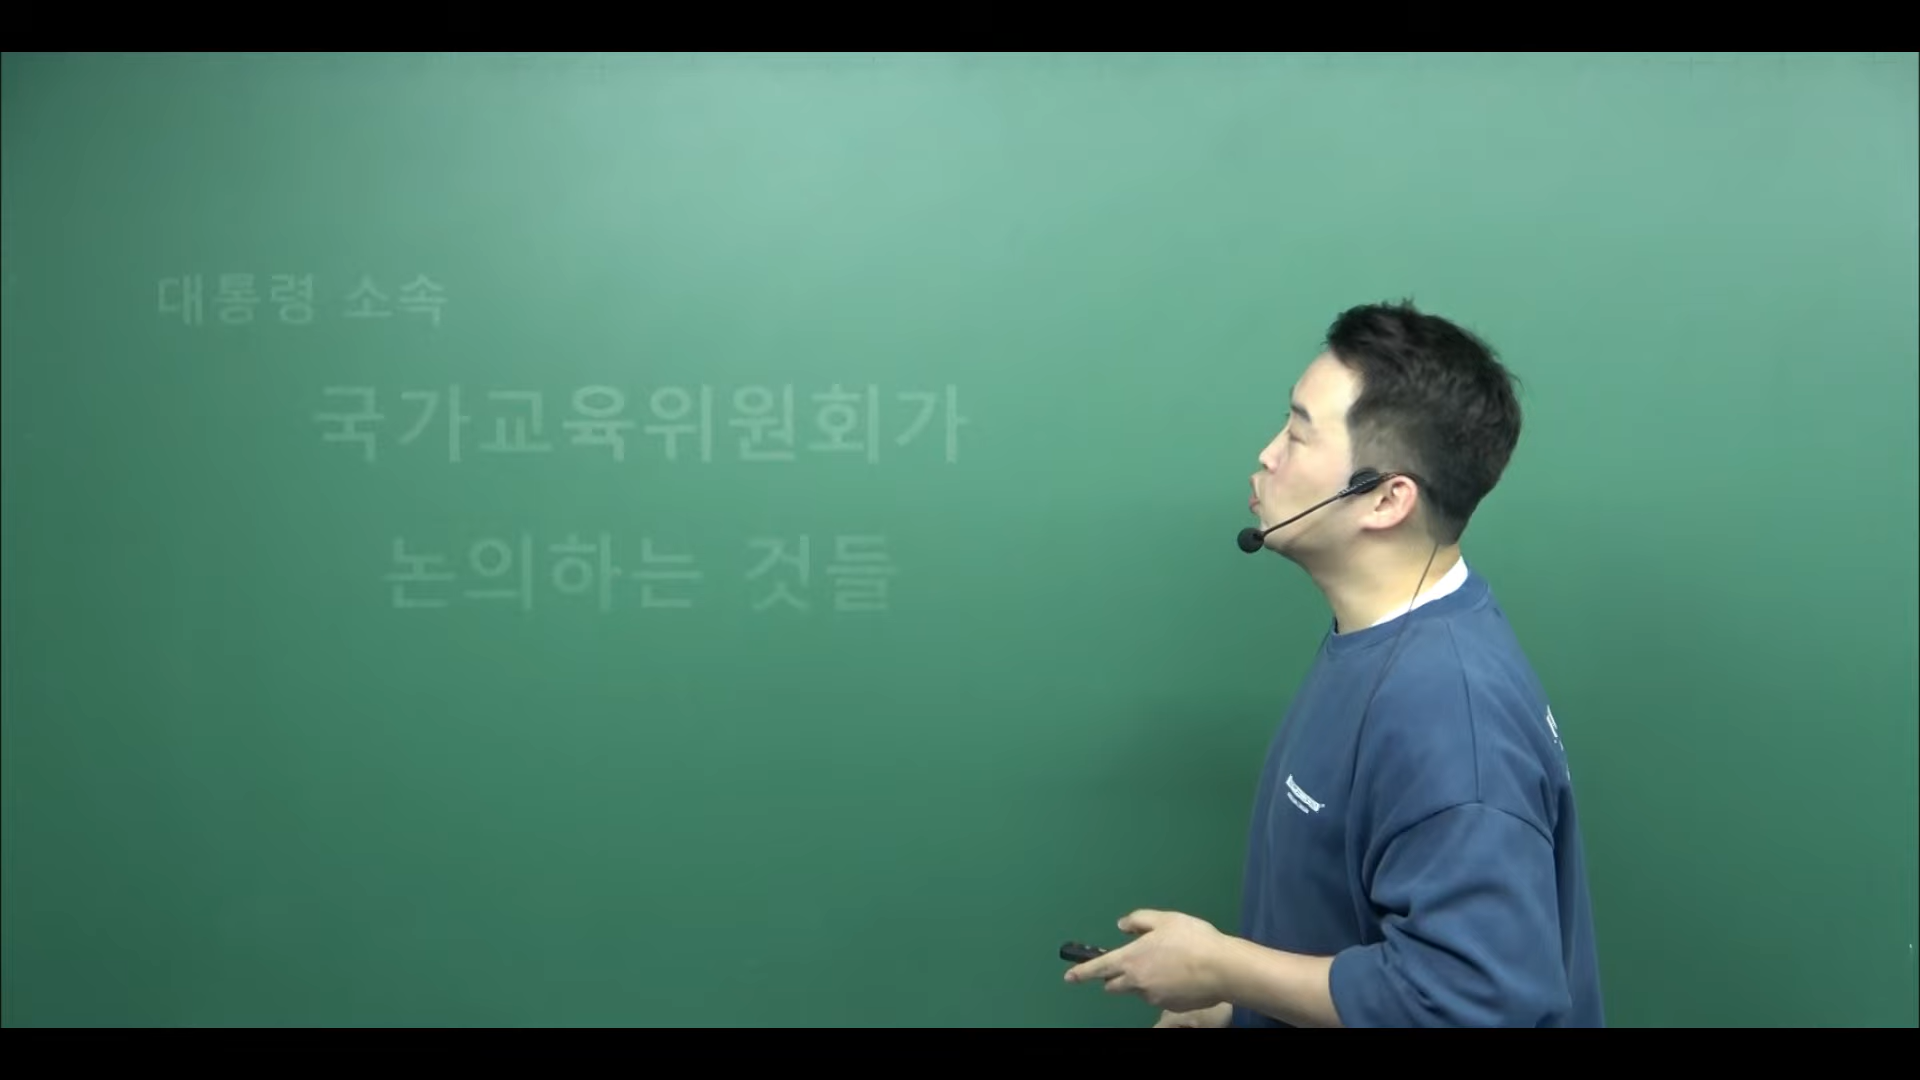 대통령 소속
국가교육위원회가
논의하는 것들